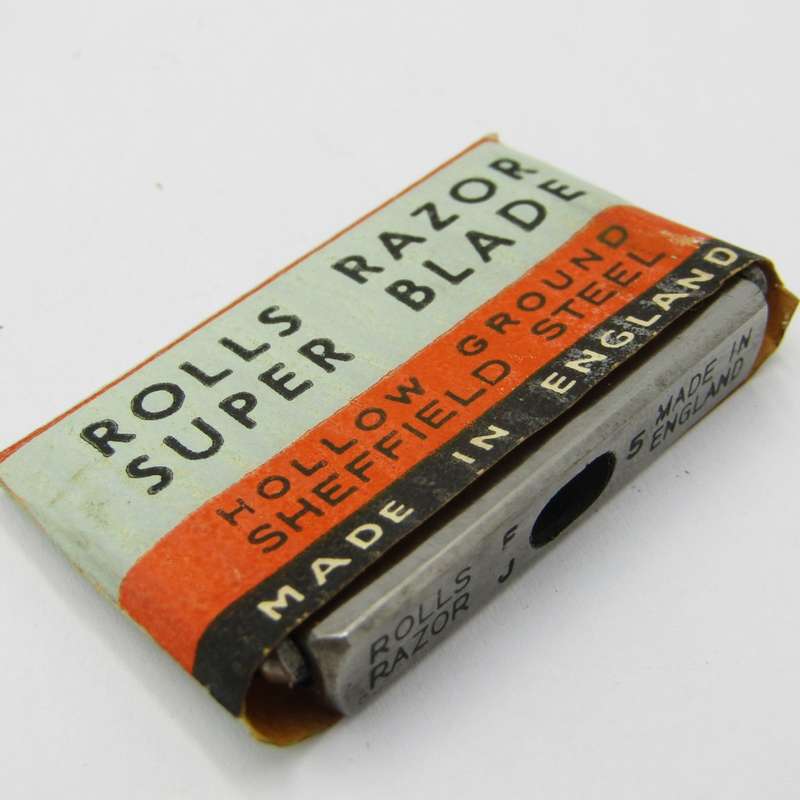 ROLLS RAZOR
SUPER BLADE
HOLLOW GROUND
SHEFFIELD STEEL
MADE IN ENGLAND
ROLLS
RAZOR
F
J
5
MADE IN
ENGLAND